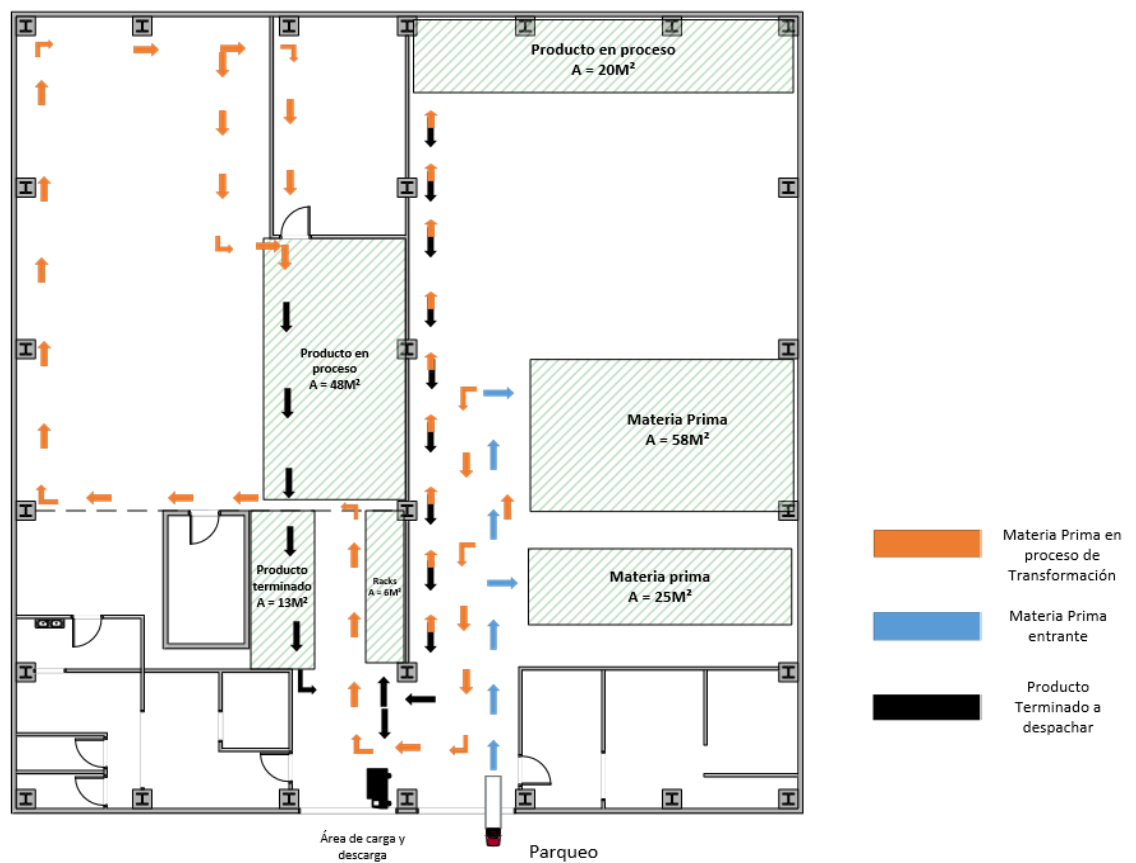 Producto en proceso
A = 20M²
Producto en
proceso
A = 48M²
Materia Prima
A = 58M²
Materia prima
A = 25M²
Producto
terminado
A = 13M²
Racks
A = 6M²
Área de carga y
descarga
Parqueo
Materia Prima en
proceso de
Transformación
Materia Prima
entrante
Producto
Terminado a
despachar